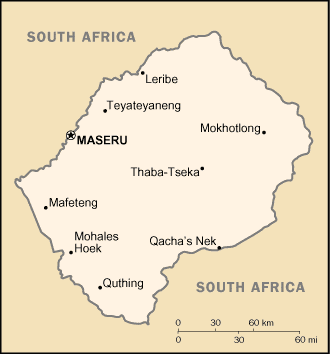 SOUTH AFRICA
Leribe
Teyateyaneng
Mokhotlong
MASERU
Thaba-Tseka
Mafeteng
Mohales
Hoek
Qacha's Nek
Quthing
SOUTH AFRICA
0 30 60 km
0 30 60 mi